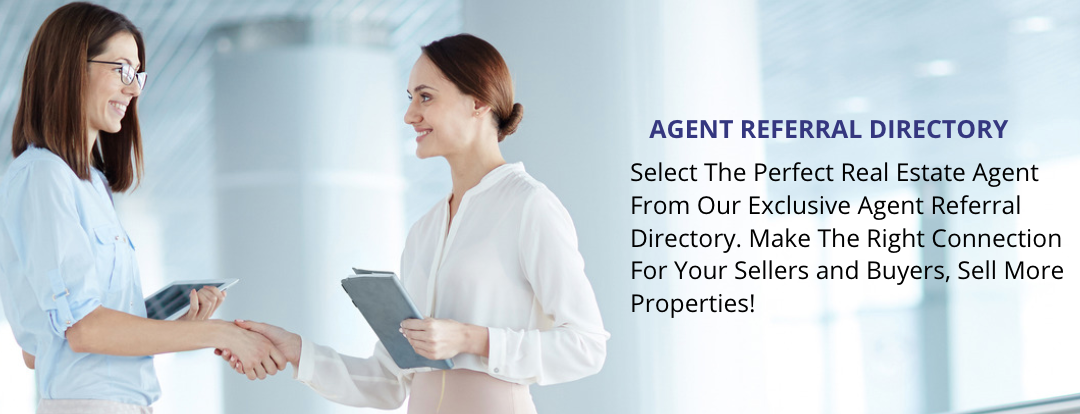 AGENT REFERRAL DIRECTORY
Select The Perfect Real Estate Agent
From Our Exclusive Agent Referral
Directory. Make The Right Connection
For Your Sellers and Buyers, Sell More
Properties!